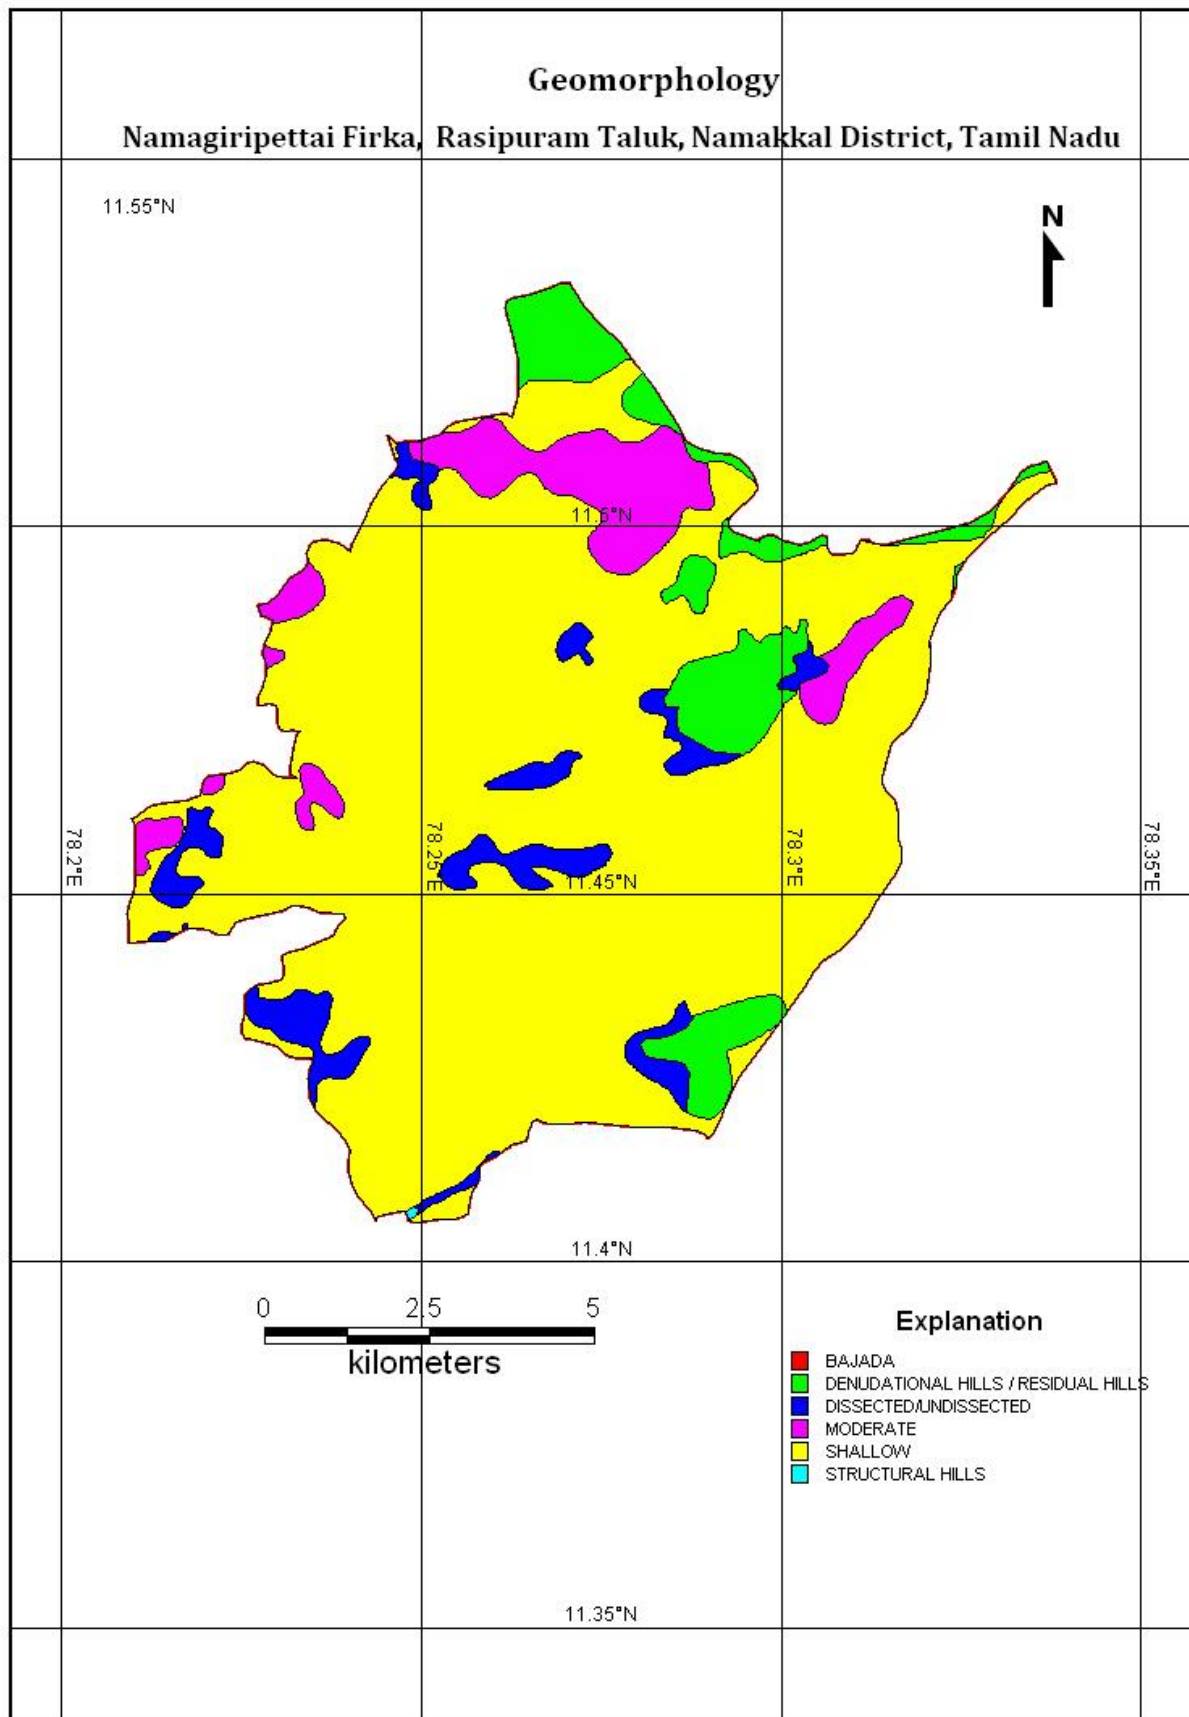 Geomorphology
Namagiripettai Firka, Rasipuram Taluk, Namakkal District, Tamil Nadu
11.55°N
N
11.5°N
78.2°E
78.25°E
78.3°E
78.35°E
11.45°N
11.4°N
0 2.5 5
kilometers
Explanation
BAJADA
DENUDATIONAL HILLS / RESIDUAL HILLS
DISSECTED/UNDISSECTED
MODERATE
SHALLOW
STRUCTURAL HILLS
11.35°N